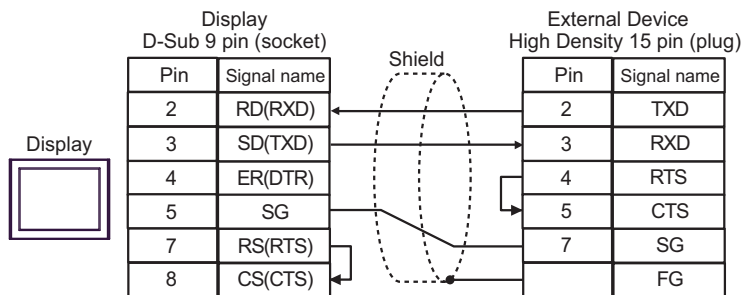 Display
D-Sub 9 pin (socket)
External Device
High Density 15 pin (plug)
Shield
Display
Pin Signal name
2 RD(RXD)
3 SD(TXD)
4 ER(DTR)
5 SG
7 RS(RTS)
8 CS(CTS)
Pin Signal name
2 TXD
3 RXD
4 RTS
5 CTS
7 SG
FG